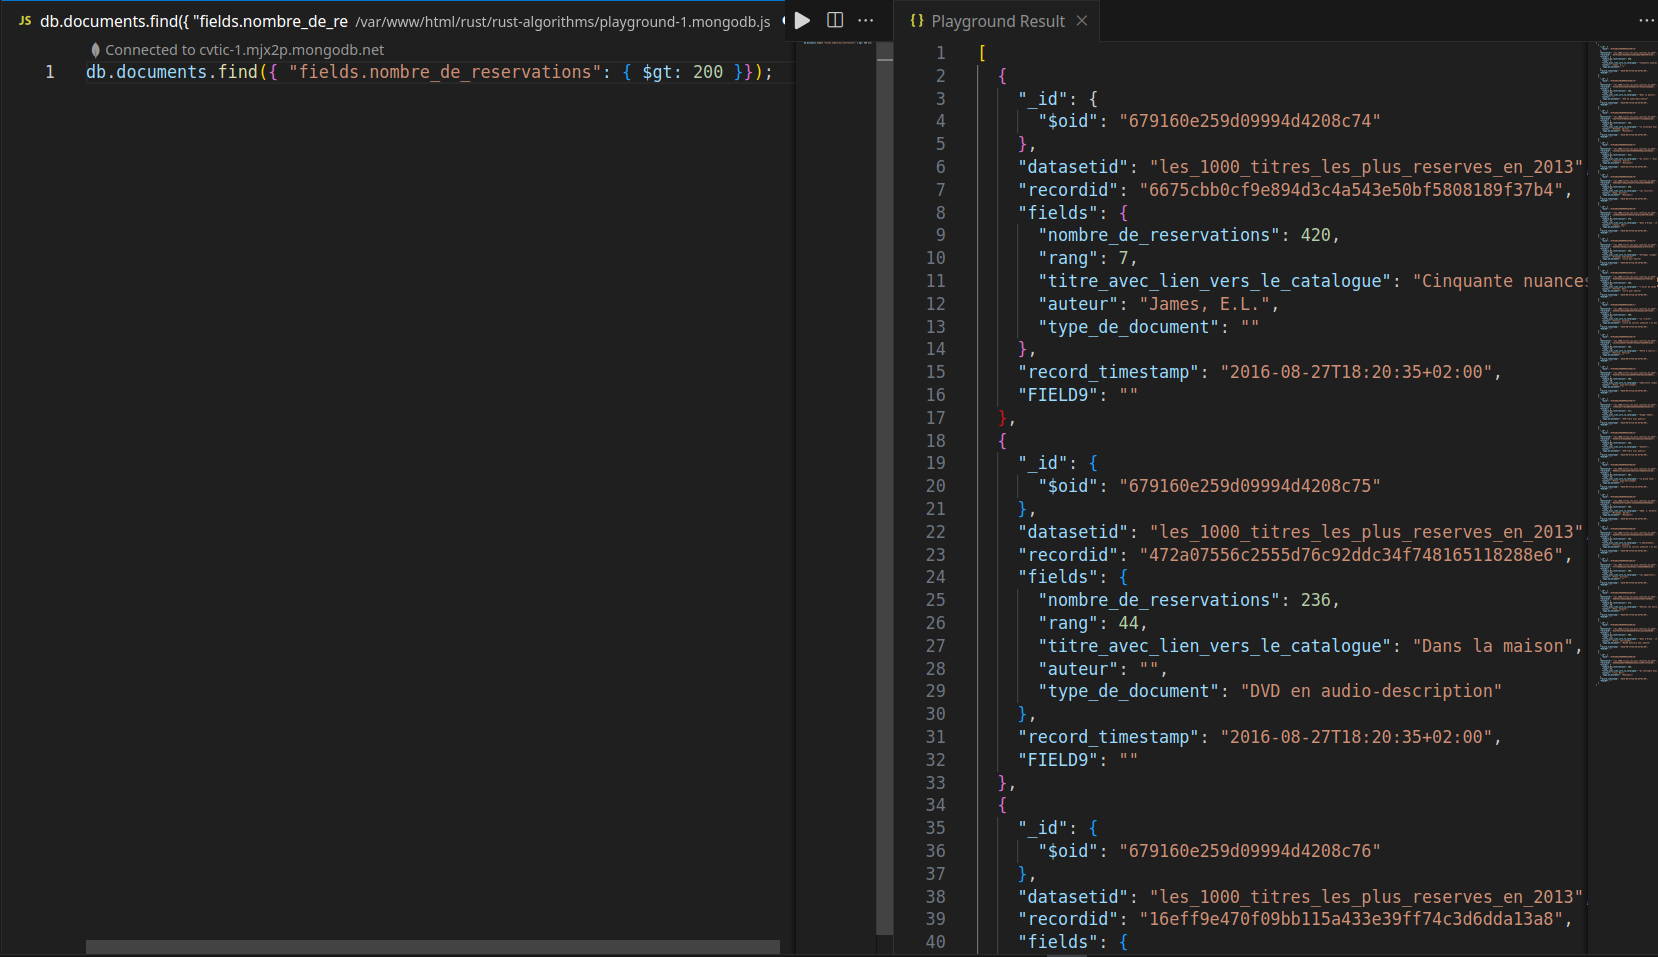 JS db.documents.find({ "fields.nombre_de_re /var/www/html/rust/rust-algorithms/playground-1.mongodb.js
Connected to cvtic-1.mjx2p.mongodb.net
1 db.documents.find({ "fields.nombre_de_reservations": { $gt: 200 }});
{} Playground Result
1 [
2 {
3 "_id": {
4 "$oid": "679160e259d09994d4208c74"
5 },
6 "datasetid": "les_1000_titres_les_plus_reserves_en_2013",
7 "recordid": "6675cbb0cf9e894d3c4a543e50bf5808189f37b4",
8 "fields": {
9 "nombre_de_reservations": 420,
10 "rang": 7,
11 "titre_avec_lien_vers_le_catalogue": "Cinquante nuances
12 "auteur": "James, E.L.",
13 "type_de_document": ""
14 },
15 "record_timestamp": "2016-08-27T18:20:35+02:00",
16 "FIELD9": ""
17 },
18 {
19 "_id": {
20 "$oid": "679160e259d09994d4208c75"
21 },
22 "datasetid": "les_1000_titres_les_plus_reserves_en_2013",
23 "recordid": "472a07556c2555d76c92ddc34f748165118288e6",
24 "fields": {
25 "nombre_de_reservations": 236,
26 "rang": 44,
27 "titre_avec_lien_vers_le_catalogue": "Dans la maison",
28 "auteur": "",
29 "type_de_document": "DVD en audio-description"
30 },
31 "record_timestamp": "2016-08-27T18:20:35+02:00",
32 "FIELD9": ""
33 },
34 {
35 "_id": {
36 "$oid": "679160e259d09994d4208c76"
37 },
38 "datasetid": "les_1000_titres_les_plus_reserves_en_2013",
39 "recordid": "16eff9e470f09bb115a433e39ff74c3d6dda13a8",
40 "fields": {